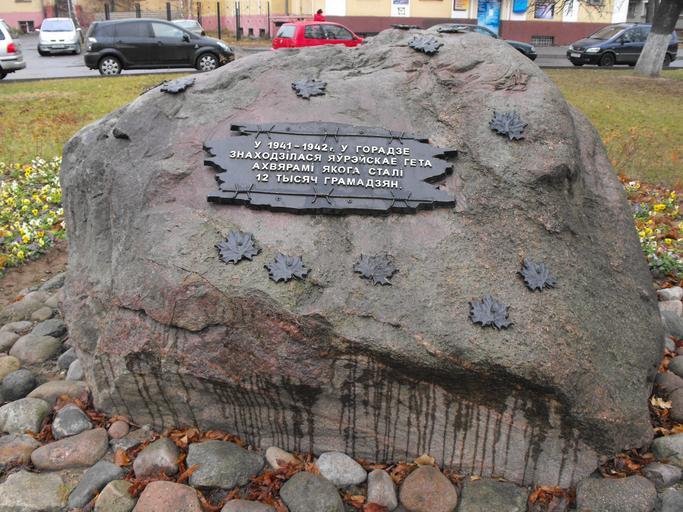 У 1941-1942г. У ГОРАДЗЕ
ЗНАХОДЗІЛАСЯ ЯЎРЭЙСКАЕ ГЕТА
АХВЯРАМІ ЯКОГА СТАЛІ
12 ТЫСЯЧ ГРАМАДЗЯН.